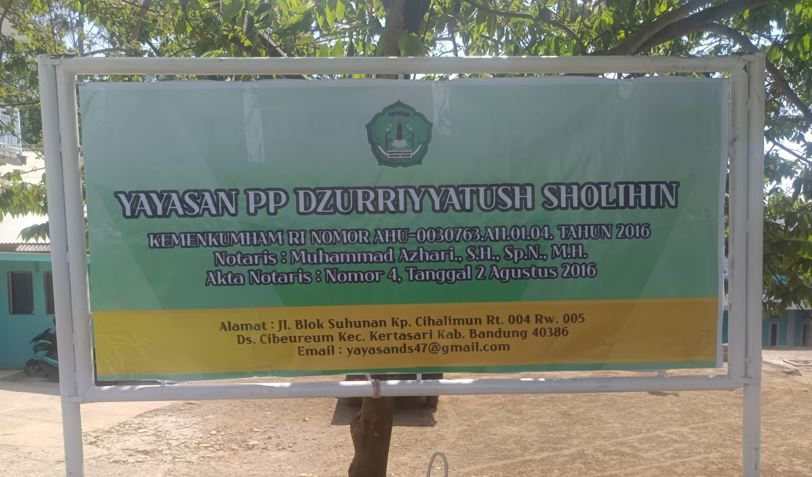 YAYASAN
YAYASAN PP DZURRIYYATUSH SHOLIHIN
KEMENKUMHAM RI NOMOR AHU-0030763.AH.01.04. TAHUN 2016
Notaris : Muhammad Azhari., S.H., Sp.N., M.H.
Akta Notaris : Nomor 4, Tanggal 2 Agustus 2016
Alamat : Jl. Blok Suhunan Kp. Cihalimun Rt. 004 Rw. 005
Ds. Cibeureum Kec. Kertasari Kab. Bandung 40386
Email : yayasands47@gmail.com